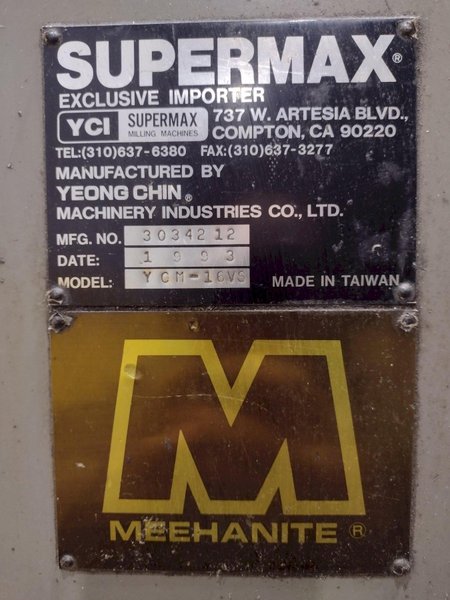 SUPERMAX®
EXCLUSIVE IMPORTER
YCI SUPERMAX MILLING MACHINES 737 W. ARTESIA BLVD.,
COMPTON, CA 90220
TEL:(310)637-6380 FAX:(310)637-3277
MANUFACTURED BY
YEONG CHIN®
MACHINERY INDUSTRIES CO., LTD.
MFG. NO. 3034212
DATE: 1993
MODEL: YCM-16VS MADE IN TAIWAN
M
MEEHANITE ®